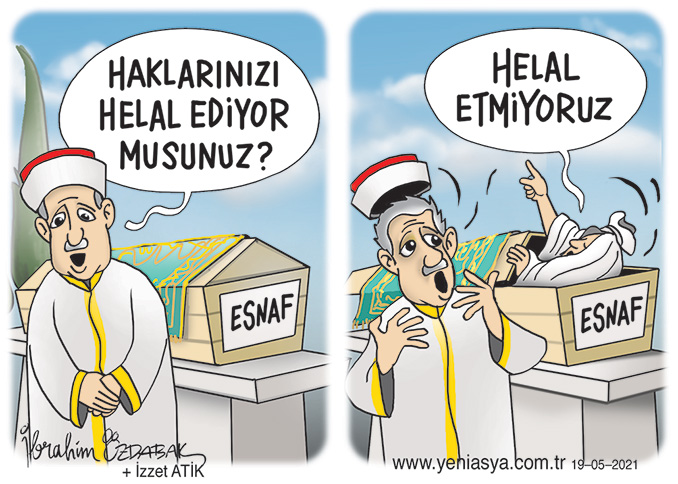 HAKLARINIZI
HELAL EDİYOR
MUSUNUZ?
ESNAF
İbrahim ÖZDABAK
+ İzzet ATİK
HELAL
ETMİYORUZ
ESNAF
www.yeniasya.com.tr 19-05-2021